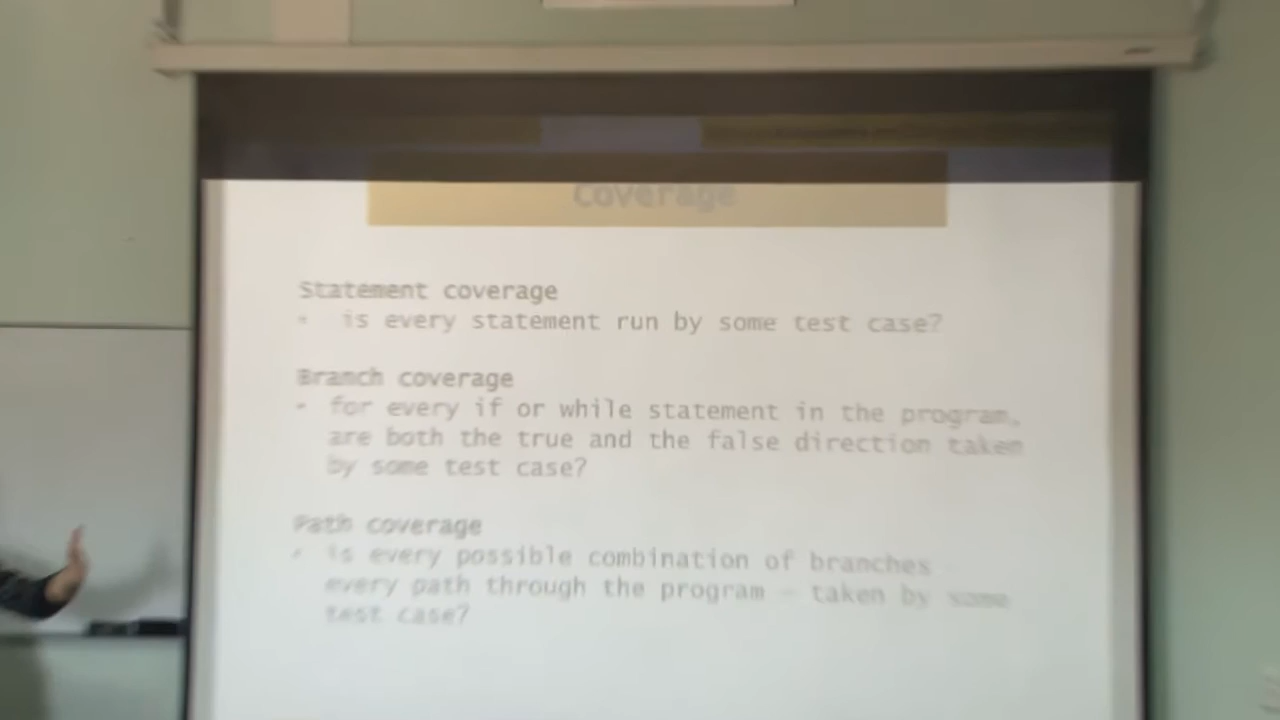 Coverage
Statement coverage
- is every statement run by some test case?
Branch coverage
- for every if or while statement in the program,
are both the true and the false direction taken
by some test case?
Path coverage
- is every possible combination of branches
every path through the program – taken by some
test case?